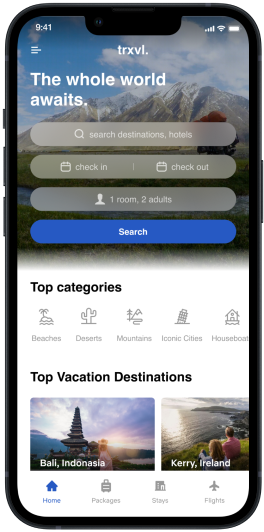 9:41
trxvl.
The whole world
awaits.
search destinations, hotels
check in | check out
1 room, 2 adults
Search
Top categories
Beaches Deserts Mountains Iconic Cities Houseboat
Top Vacation Destinations
Bali, Indonasia Kerry, Ireland
Home Packages Stays Flights